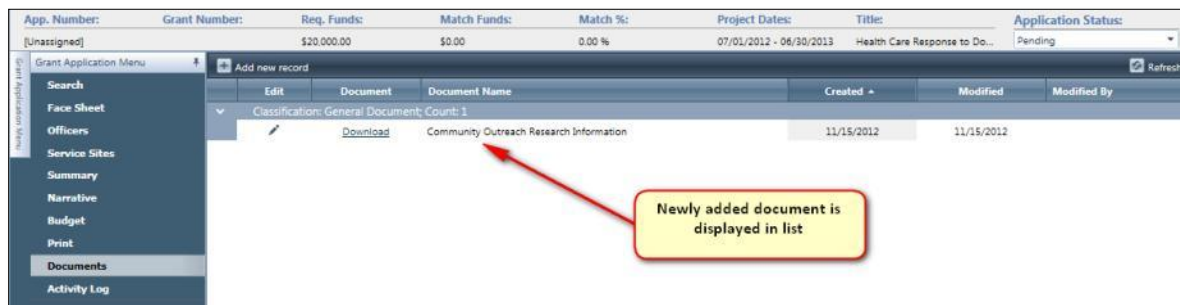 App. Number: Grant Number: Req. Funds: Match Funds: Match %: Project Dates: Title: Application Status:
[Unassigned] $20,000.00 $0.00 0.00 % 07/01/2012 - 06/30/2013 Health Care Response to Do... Pending
Grant Application Menu
Grant Application Menu
Search
Face Sheet
Officers
Service Sites
Summary
Narrative
Budget
Print
Documents
Activity Log
Add new record Refresh
Edit Document Document Name Created Modified Modified By
Classification: General Document; Count: 1
Download Community Outreach Research Information 11/15/2012 11/15/2012
Newly added document is
displayed in list